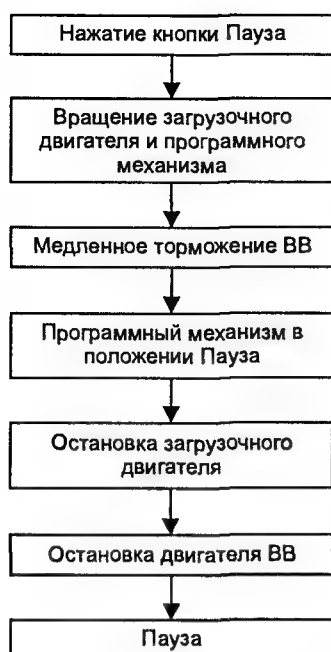 Нажатие кнопки Пауза
Вращение загрузочного
двигателя и программного
механизма
Медленное торможение ВВ
Программный механизм в
положении Пауза
Остановка загрузочного
двигателя
Остановка двигателя ВВ
Пауза